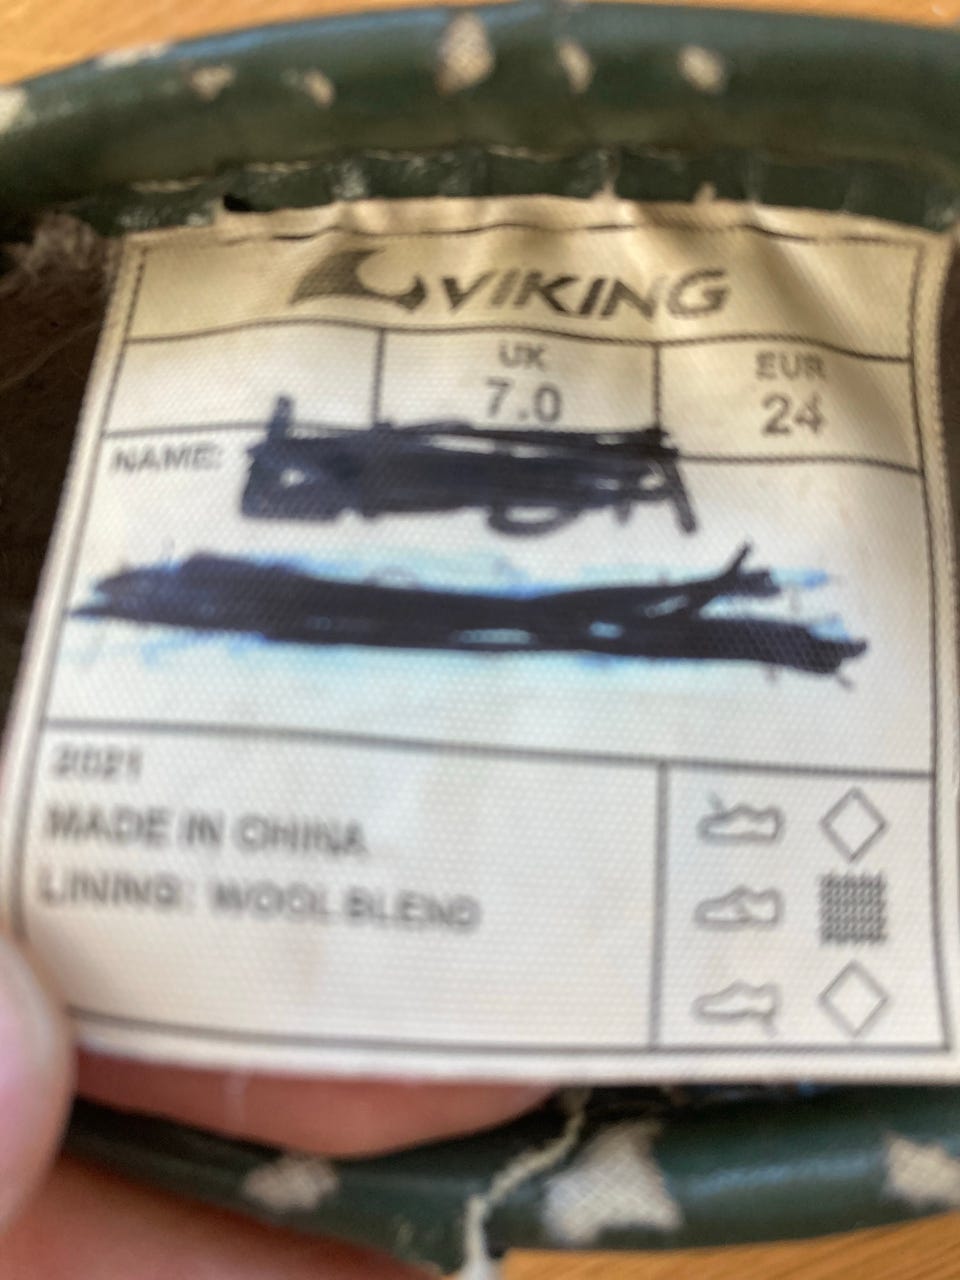 VIKING
UK
7.0
EUR
24
NAME:
2021
MADE IN CHINA
LINING: WOOL BLEND